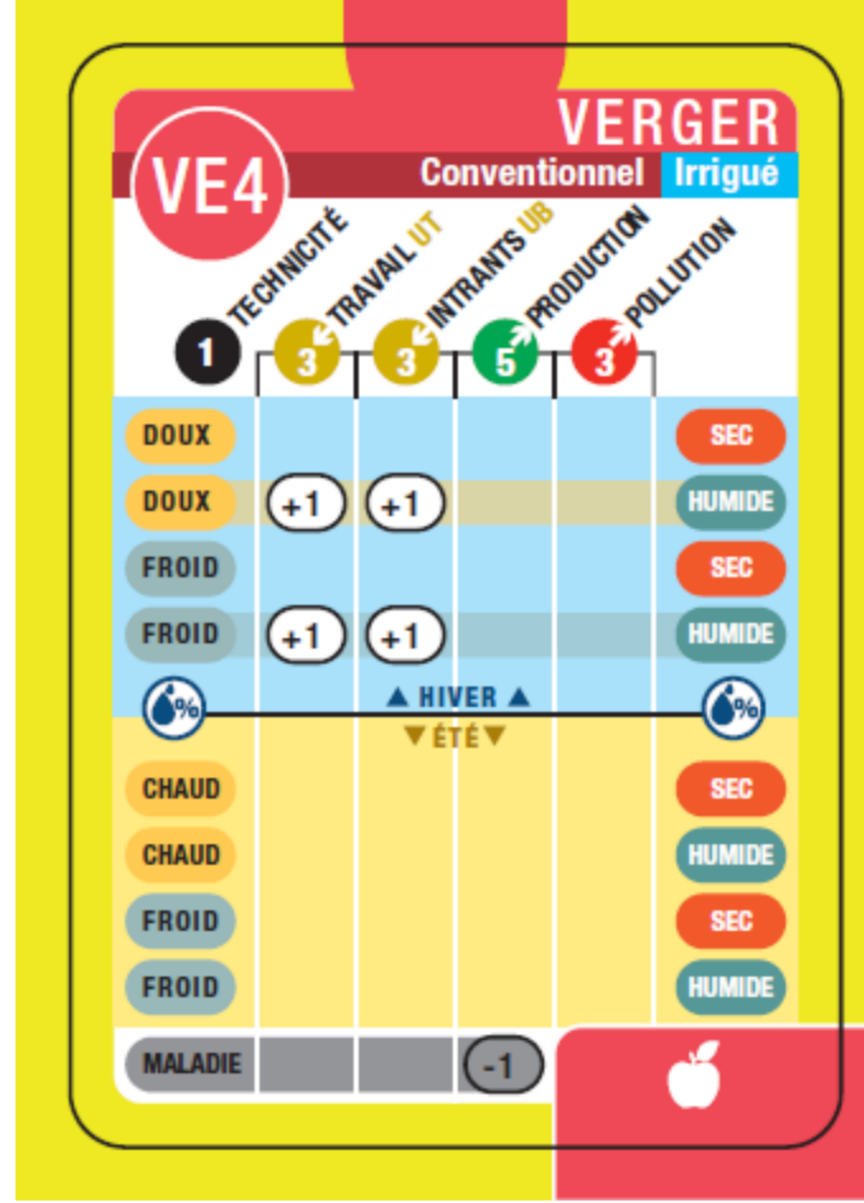 VERGER
VE4
Conventionnel Irrigué
TECHNICITÉ TRAVAIL UT INTRANTS UB PRODUCTION POLLUTION
1 3 3 5 3
DOUX SEC
DOUX +1 +1 HUMIDE
FROID SEC
FROID +1 +1 HUMIDE
% ▲ HIVER ▲ %
▼ ÉTÉ ▼
CHAUD SEC
CHAUD HUMIDE
FROID SEC
FROID HUMIDE
MALADIE -1